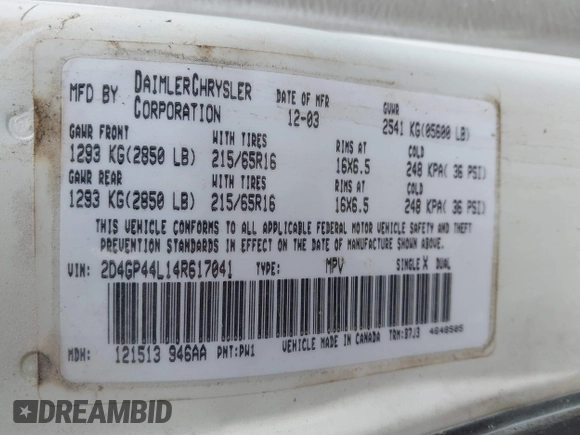 MFD BY DAIMLERCHRYSLER CORPORATION DATE OF MFR 12-03 GVWR 2541 KG(05600 LB)
GAWR FRONT WITH TIRES RIMS AT COLD
1293 KG(2850 LB) 215/65R16 16X6.5 248 KPA( 36 PSI)
GAWR REAR WITH TIRES RIMS AT COLD
1293 KG(2850 LB) 215/65R16 16X6.5 248 KPA( 36 PSI)
THIS VEHICLE CONFORMS TO ALL APPLICABLE FEDERAL MOTOR VEHICLE SAFETY, BUMPER, AND THEFT
PREVENTION STANDARDS IN EFFECT ON THE DATE OF MANUFACTURE SHOWN ABOVE.
VIN: 2D4GP44L14R617041 TYPE: MPV SINGLE X DUAL
MDH: 121513 946AA PNT:PW1 VEHICLE MADE IN CANADA TRM:B7J3 4648505
DREAMBID